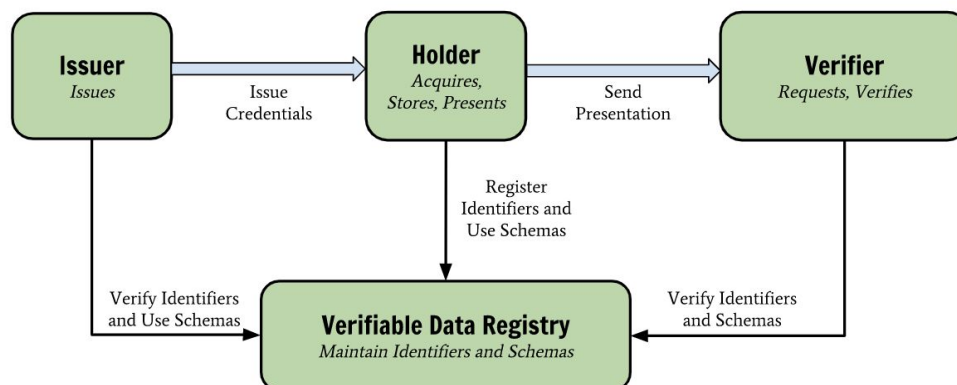 Issuer
Issues
Issue
Credentials
Holder
Acquires,
Stores, Presents
Send
Presentation
Verifier
Requests, Verifies
Register
Identifiers and
Use Schemas
Verify Identifiers
and Use Schemas
Verifiable Data Registry
Maintain Identifiers and Schemas
Verify Identifiers
and Schemas